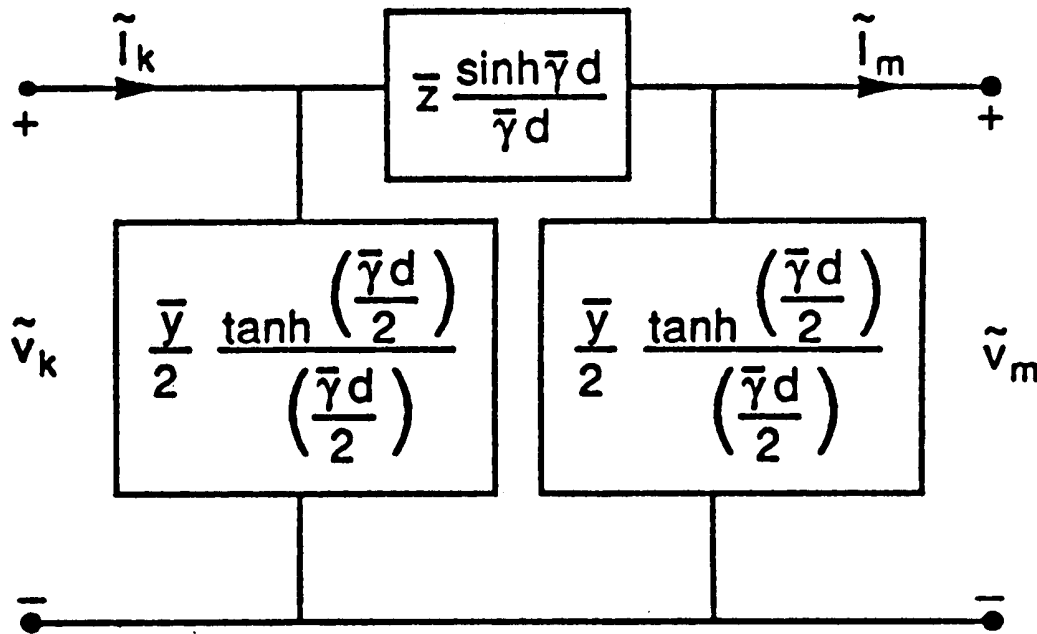 Ĩk
z̄ sinh γ̄ d / γ̄ d
Ĩm
+
+
ṽk
ȳ/2 tanh (γ̄ d / 2) / (γ̄ d / 2)
ȳ/2 tanh (γ̄ d / 2) / (γ̄ d / 2)
ṽm
−
−